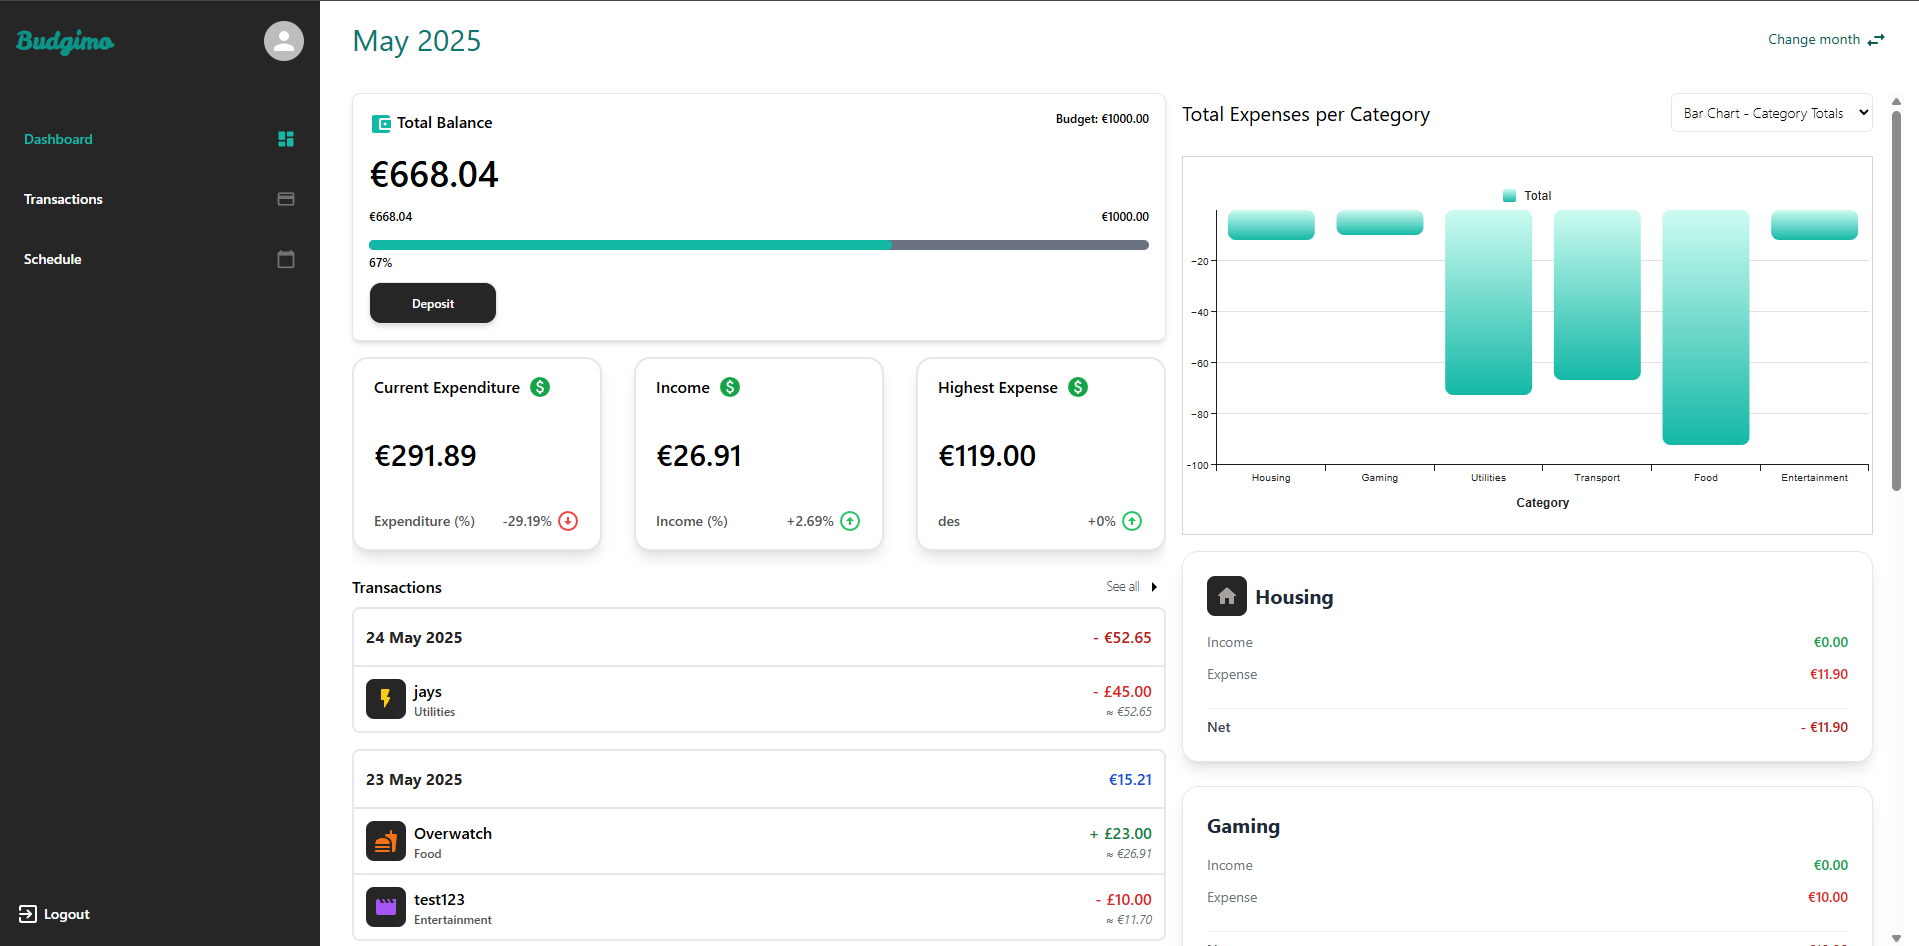 Budgimo
Dashboard
Transactions
Schedule
Logout
May 2025
Change month
Total Balance
Budget: €1000.00
€668.04
€668.04
€1000.00
67%
Deposit
Current Expenditure
€291.89
Expenditure (%) -29.19%
Income
€26.91
Income (%) +2.69%
Highest Expense
€119.00
des +0%
Transactions
See all
24 May 2025 - €52.65
jays - £45.00
Utilities ≈ €52.65
23 May 2025 €15.21
Overwatch + £23.00
Food ≈ €26.91
test123 - £10.00
Entertainment ≈ €11.70
Total Expenses per Category
Bar Chart - Category Totals
Total
−20
−40
−60
−80
−100
Housing Gaming Utilities Transport Food Entertainment
Category
Housing
Income €0.00
Expense €11.90
Net - €11.90
Gaming
Income €0.00
Expense €10.00